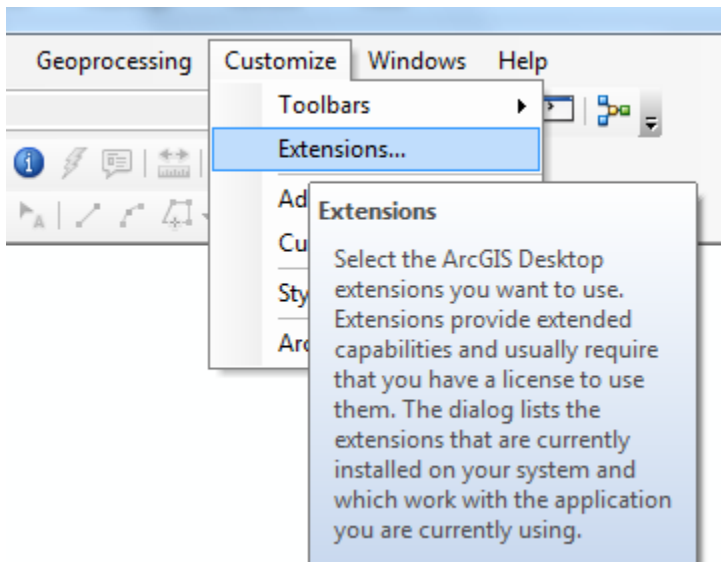 Geoprocessing Customize Windows Help
Toolbars
Extensions...
Ad
Cu
Sty
Arc
Extensions
Select the ArcGIS Desktop
extensions you want to use.
Extensions provide extended
capabilities and usually require
that you have a license to use
them. The dialog lists the
extensions that are currently
installed on your system and
which work with the application
you are currently using.